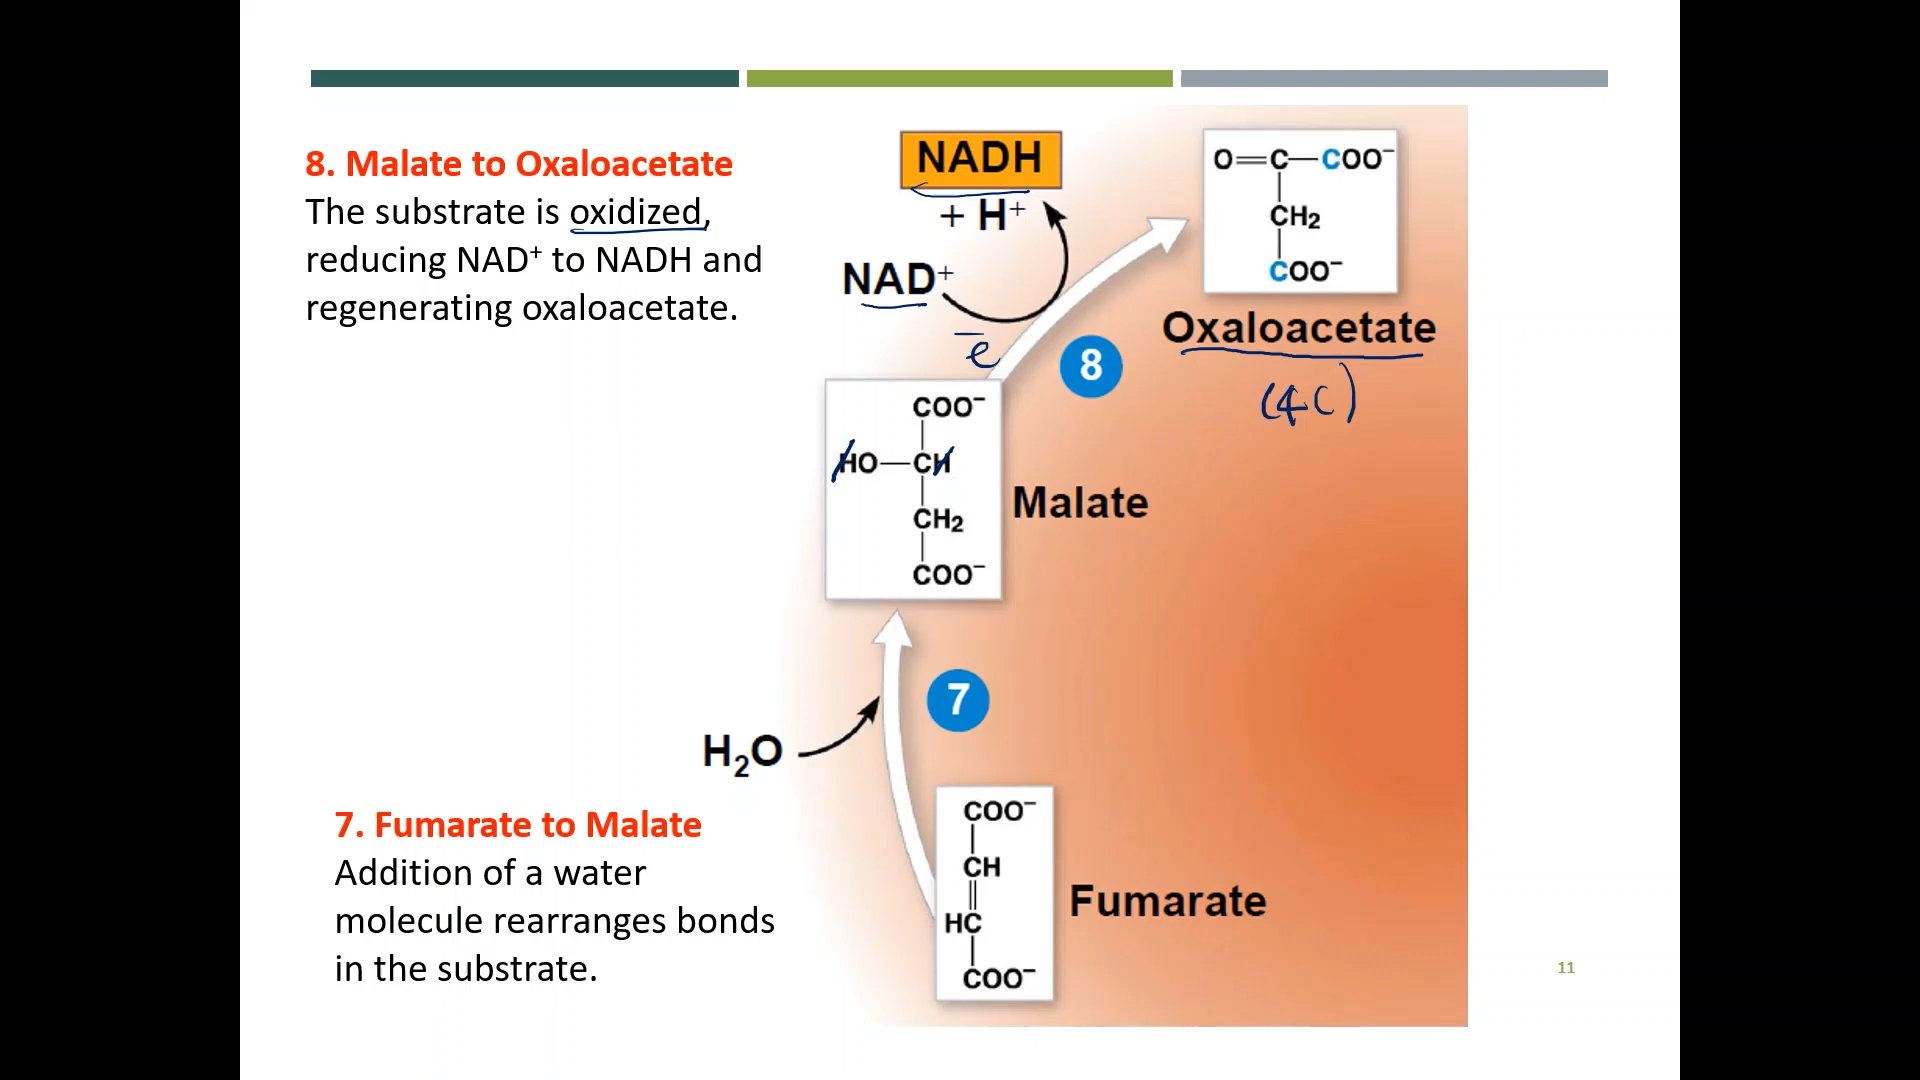 8. Malate to Oxaloacetate
The substrate is oxidized,
reducing NAD⁺ to NADH and
regenerating oxaloacetate.
NADH
+ H⁺
NAD⁺
e⁻
8
O=C—COO⁻
CH₂
COO⁻
Oxaloacetate
(4C)
COO⁻
HO—CH
CH₂
COO⁻
Malate
7
H₂O
7. Fumarate to Malate
Addition of a water
molecule rearranges bonds
in the substrate.
COO⁻
CH
HC
COO⁻
Fumarate
11